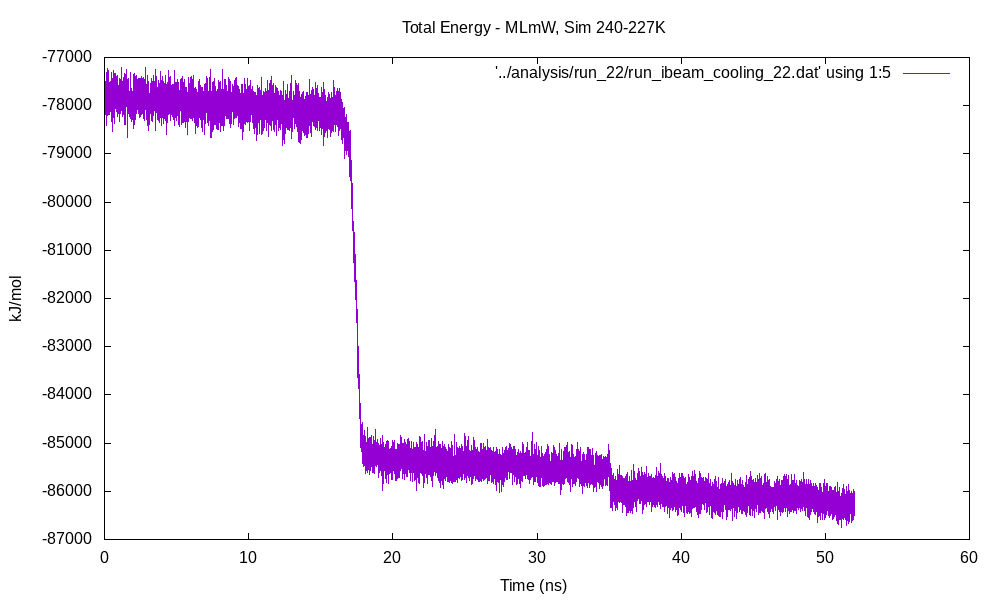 Total Energy - MLmW, Sim 240-227K
'../analysis/run_22/run_ibeam_cooling_22.dat' using 1:5
-77000
-78000
-79000
-80000
-81000
-82000
-83000
-84000
-85000
-86000
-87000
kJ/mol
0 10 20 30 40 50 60
Time (ns)